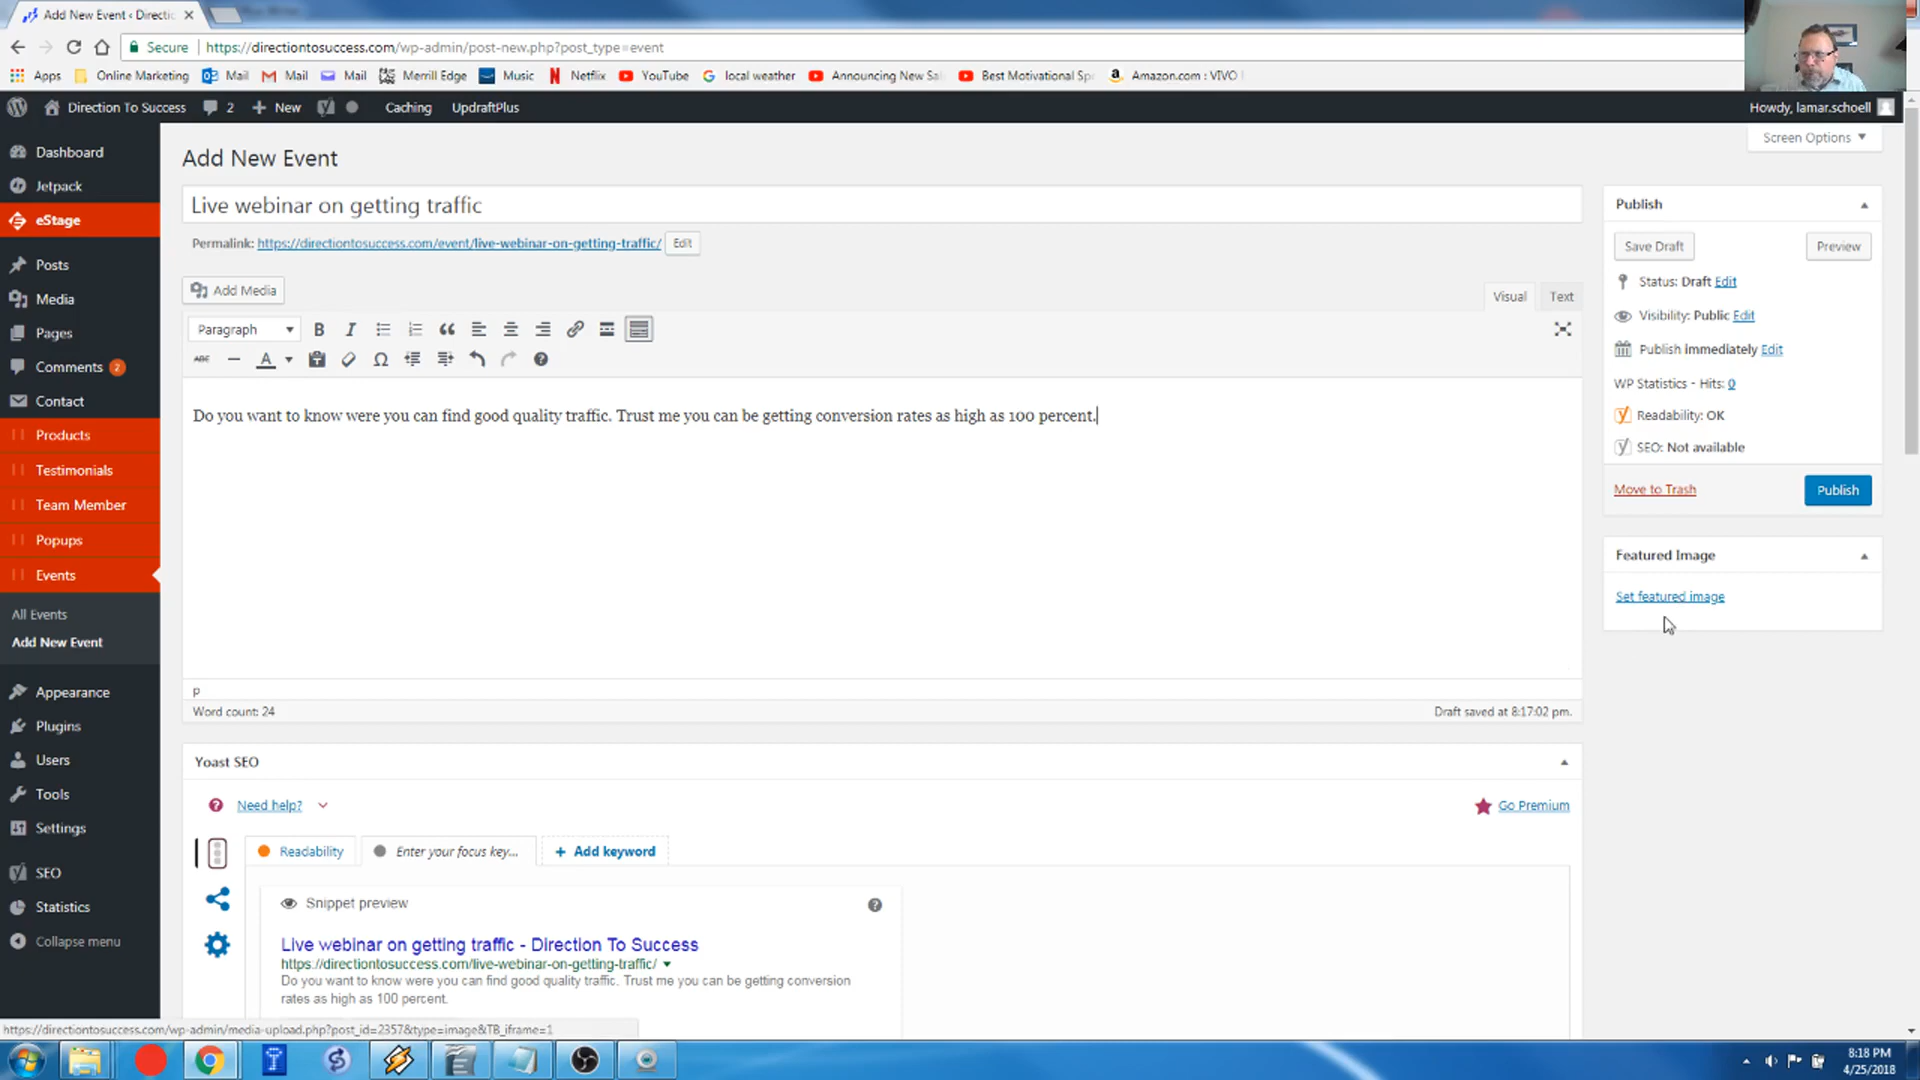 Add New Event ‹ Directi
Secure
https://directiontosuccess.com/wp-admin/post-new.php?post_type=event
Apps
Online Marketing
Mail
Mail
Mail
Merrill Edge
Music
Netflix
YouTube
local weather
Announcing New Sal
Best Motivational Spe
Amazon.com : VIVO
Direction To Success
2
New
Caching
UpdraftPlus
Howdy, lamar.schoell
Screen Options
Dashboard
Jetpack
eStage
Posts
Media
Pages
Comments 2
Contact
Products
Testimonials
Team Member
Popups
Events
All Events
Add New Event
Appearance
Plugins
Users
Tools
Settings
SEO
Statistics
Collapse menu
Add New Event
Live webinar on getting traffic
Permalink: https://directiontosuccess.com/event/live-webinar-on-getting-traffic/ Edit
Add Media
Visual
Text
Paragraph
B I
ABC A Ω
Do you want to know were you can find good quality traffic. Trust me you can be getting conversion rates as high as 100 percent.
p
Word count: 24
Draft saved at 8:17:02 pm.
Yoast SEO
Need help?
Go Premium
Readability
Enter your focus key...
+ Add keyword
Snippet preview
Live webinar on getting traffic - Direction To Success
https://directiontosuccess.com/live-webinar-on-getting-traffic/
Do you want to know were you can find good quality traffic. Trust me you can be getting conversion
rates as high as 100 percent.
Publish
Save Draft
Preview
Status: Draft Edit
Visibility: Public Edit
Publish immediately Edit
WP Statistics - Hits: 0
Readability: OK
SEO: Not available
Move to Trash
Publish
Featured Image
Set featured image
https://directiontosuccess.com/wp-admin/media-upload.php?post_id=2357&type=image&TB_iframe=1
8:18 PM
4/25/2018